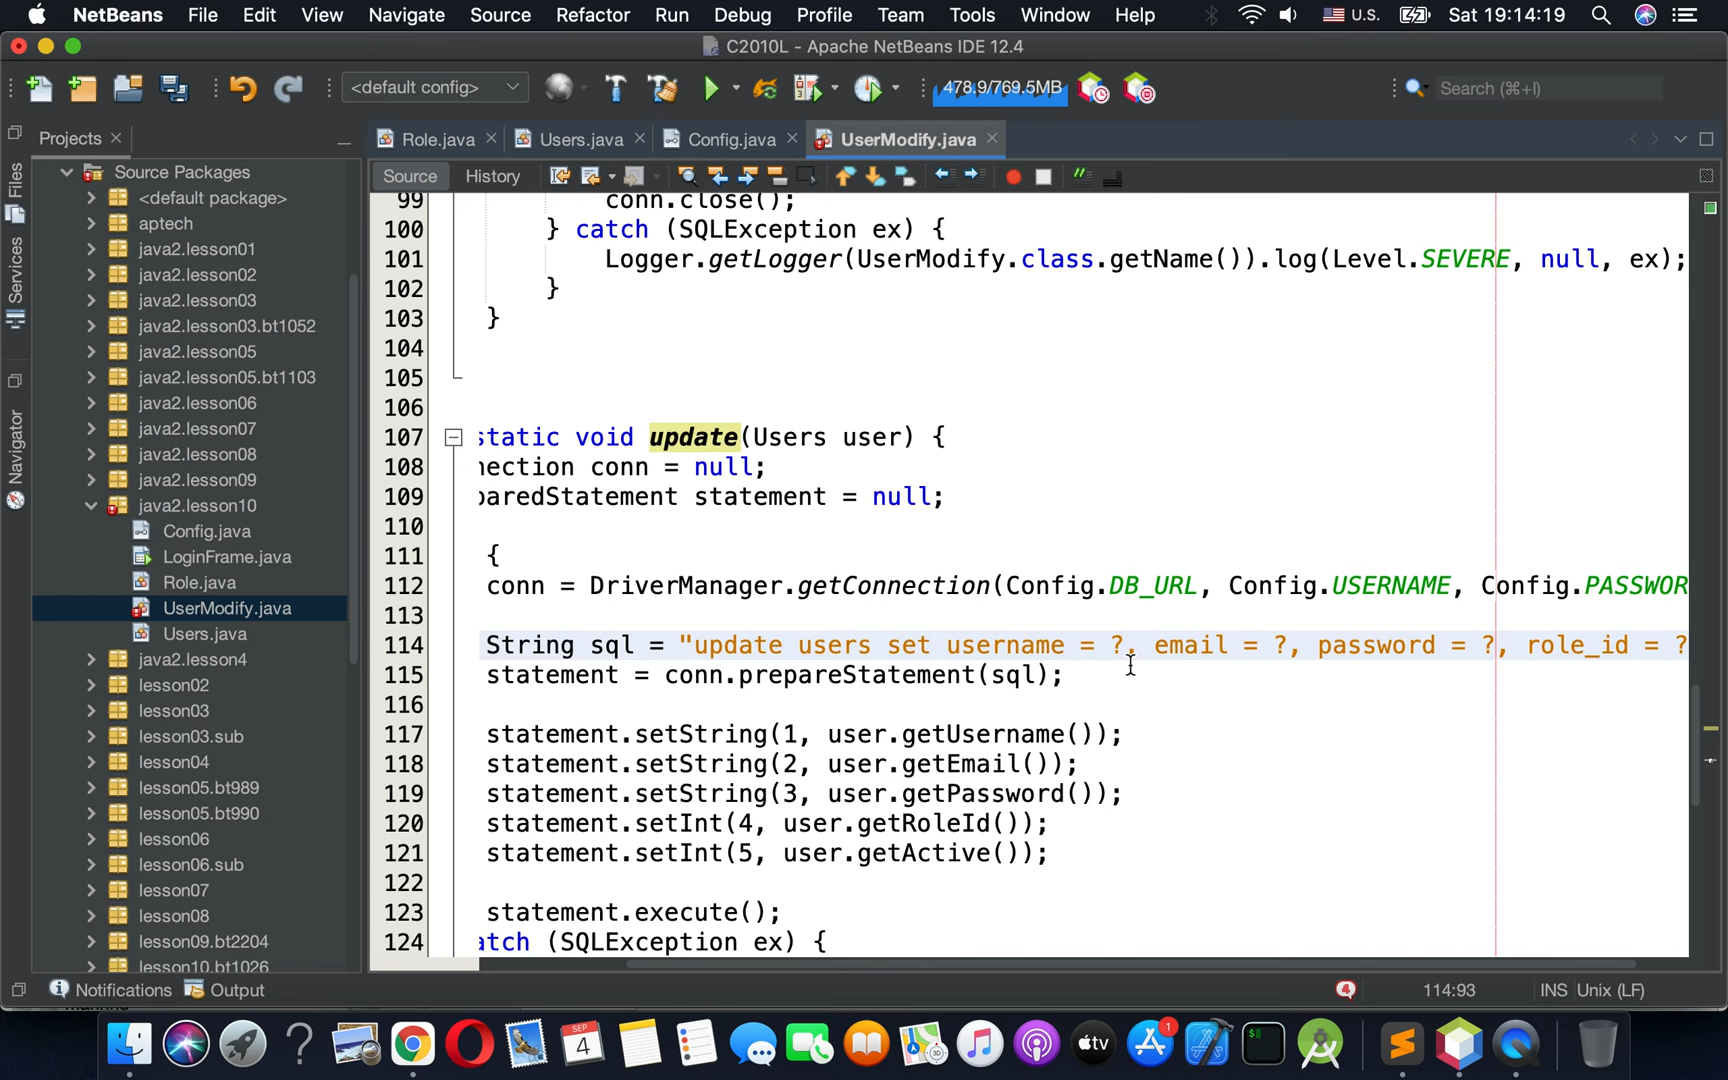 NetBeans File Edit View Navigate Source Refactor Run Debug Profile Team Tools Window Help U.S. Sat 19:14:19
C2010L - Apache NetBeans IDE 12.4
<default config> 478.9/769.5MB Search (⌘+I)
Projects Role.java Users.java Config.java UserModify.java
Source History
Files
Services
Navigator
Source Packages
<default package>
aptech
java2.lesson01
java2.lesson02
java2.lesson03
java2.lesson03.bt1052
java2.lesson05
java2.lesson05.bt1103
java2.lesson06
java2.lesson07
java2.lesson08
java2.lesson09
java2.lesson10
Config.java
LoginFrame.java
Role.java
UserModify.java
Users.java
java2.lesson4
lesson02
lesson03
lesson03.sub
lesson04
lesson05.bt989
lesson05.bt990
lesson06
lesson06.sub
lesson07
lesson08
lesson09.bt2204
lesson10.bt1026
99 conn.close();
100 } catch (SQLException ex) {
101 Logger.getLogger(UserModify.class.getName()).log(Level.SEVERE, null, ex);
102 }
103 }
104
105
106
107 static void update(Users user) {
108 nection conn = null;
109 paredStatement statement = null;
110
111 {
112 conn = DriverManager.getConnection(Config.DB_URL, Config.USERNAME, Config.PASSWOR
113
114 String sql = "update users set username = ?, email = ?, password = ?, role_id = ?
115 statement = conn.prepareStatement(sql);
116
117 statement.setString(1, user.getUsername());
118 statement.setString(2, user.getEmail());
119 statement.setString(3, user.getPassword());
120 statement.setInt(4, user.getRoleId());
121 statement.setInt(5, user.getActive());
122
123 statement.execute();
124 atch (SQLException ex) {
Notifications Output 4 114:93 INS Unix (LF)
SEP
4
tv
1